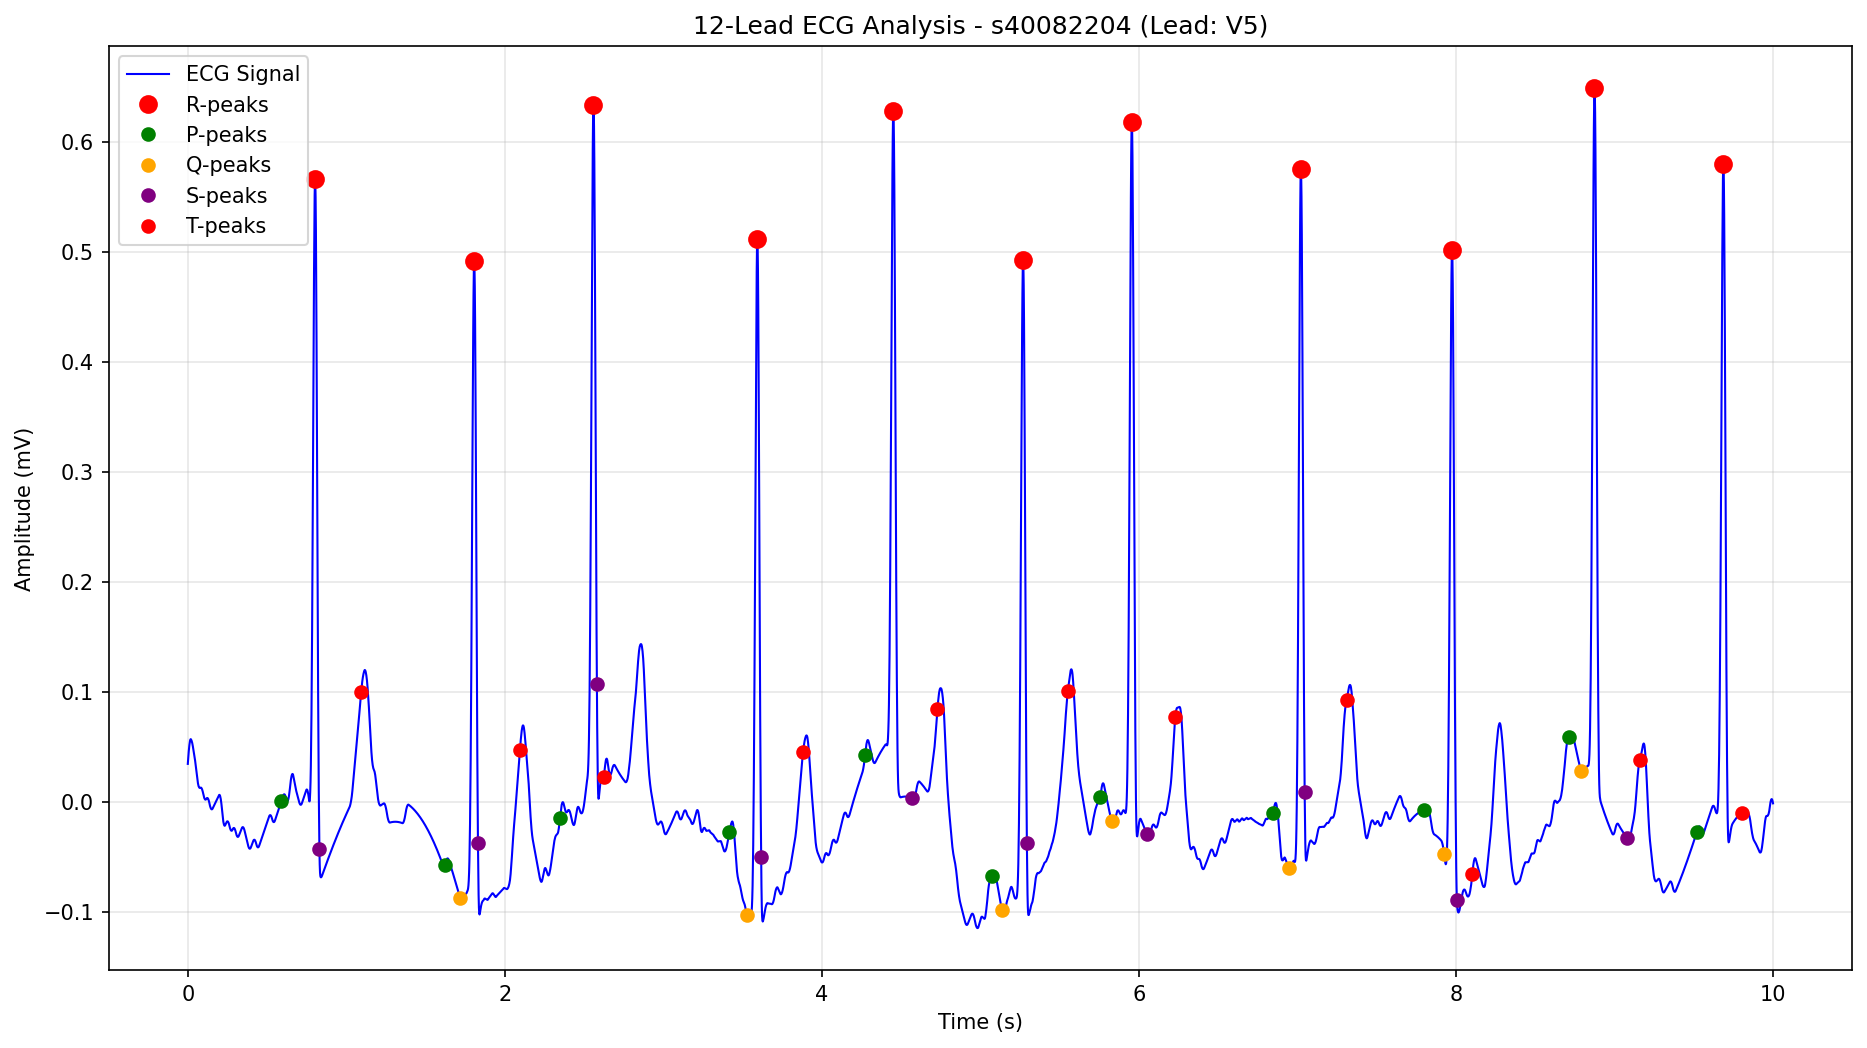 12-Lead ECG Analysis - s40082204 (Lead: V5)
ECG Signal
R-peaks
P-peaks
Q-peaks
S-peaks
T-peaks
0.6
0.5
0.4
0.3
0.2
0.1
0.0
−0.1
Amplitude (mV)
0 2 4 6 8 10
Time (s)